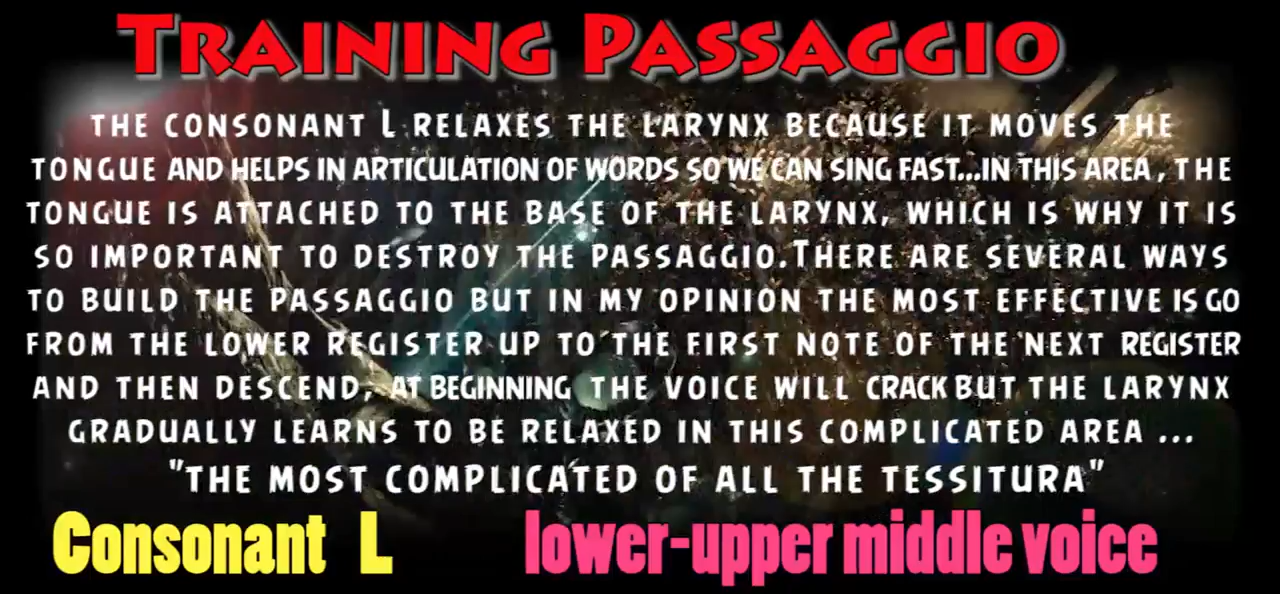 TRAINING PASSAGGIO
THE CONSONANT L RELAXES THE LARYNX BECAUSE IT MOVES THE
TONGUE AND HELPS IN ARTICULATION OF WORDS SO WE CAN SING FAST...IN THIS AREA, THE
TONGUE IS ATTACHED TO THE BASE OF THE LARYNX, WHICH IS WHY IT IS
SO IMPORTANT TO DESTROY THE PASSAGGIO.THERE ARE SEVERAL WAYS
TO BUILD THE PASSAGGIO BUT IN MY OPINION THE MOST EFFECTIVE IS GO
FROM THE LOWER REGISTER UP TO THE FIRST NOTE OF THE NEXT REGISTER
AND THEN DESCEND, AT BEGINNING THE VOICE WILL CRACK BUT THE LARYNX
GRADUALLY LEARNS TO BE RELAXED IN THIS COMPLICATED AREA ...
"THE MOST COMPLICATED OF ALL THE TESSITURA"
Consonant L lower-upper middle voice